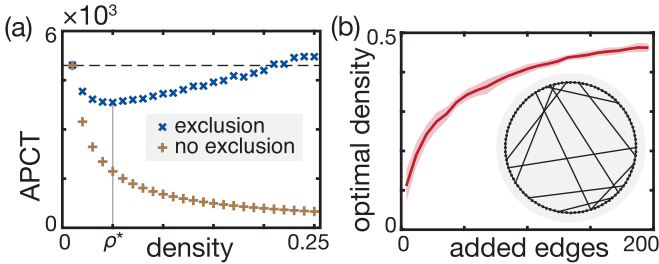 (a)
×10³
6
APCT
exclusion
no exclusion
0
0
ρ*
density
0.25
(b)
0.5
optimal density
0
0
added edges
200